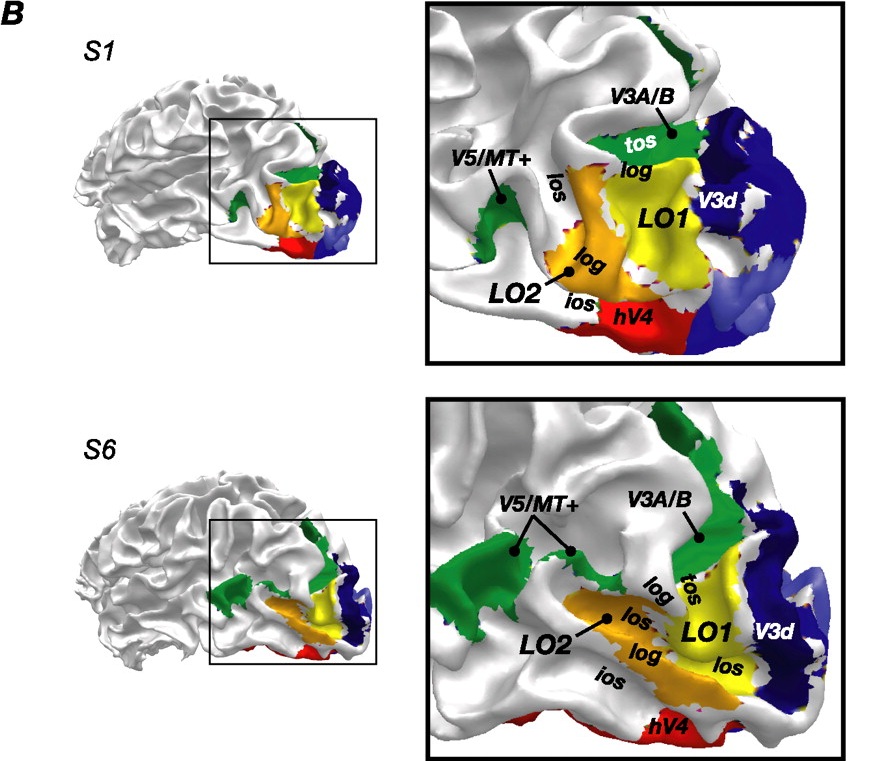 B
S1
V3A/B
tos
V5/MT+
log
ios
V3d
LO1
log
LO2
ios
hV4
S6
V5/MT+
V3A/B
log
tos
los
LO1
V3d
LO2
log
los
ios
hV4